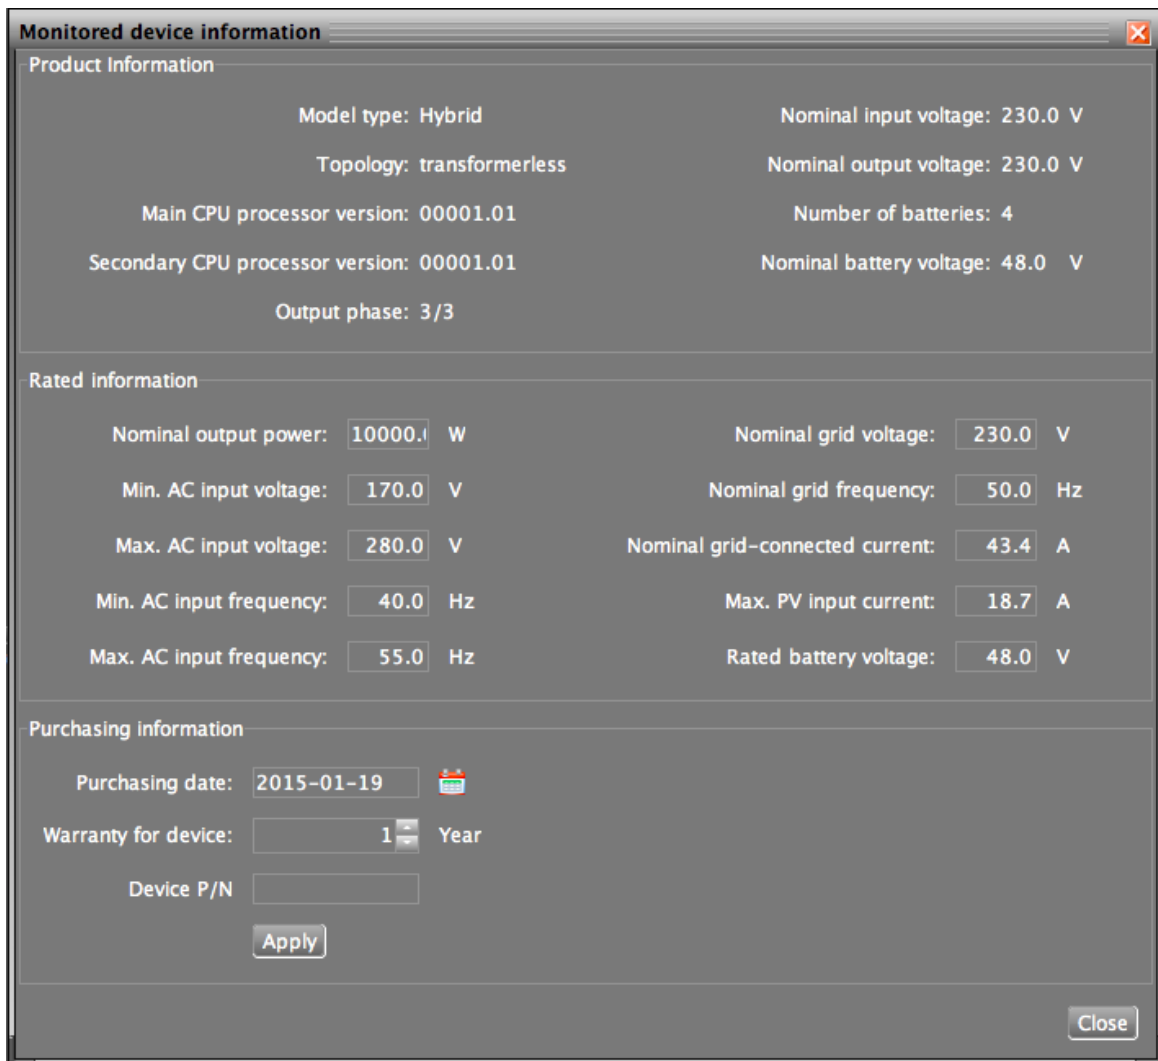 Monitored device information
Product Information
Model type: Hybrid
Nominal input voltage: 230.0 V
Topology: transformerless
Nominal output voltage: 230.0 V
Main CPU processor version: 00001.01
Number of batteries: 4
Secondary CPU processor version: 00001.01
Nominal battery voltage: 48.0 V
Output phase: 3/3
Rated information
Nominal output power: 10000. W
Nominal grid voltage: 230.0 V
Min. AC input voltage: 170.0 V
Nominal grid frequency: 50.0 Hz
Max. AC input voltage: 280.0 V
Nominal grid-connected current: 43.4 A
Min. AC input frequency: 40.0 Hz
Max. PV input current: 18.7 A
Max. AC input frequency: 55.0 Hz
Rated battery voltage: 48.0 V
Purchasing information
Purchasing date: 2015-01-19
Warranty for device: 1 Year
Device P/N
Apply
Close